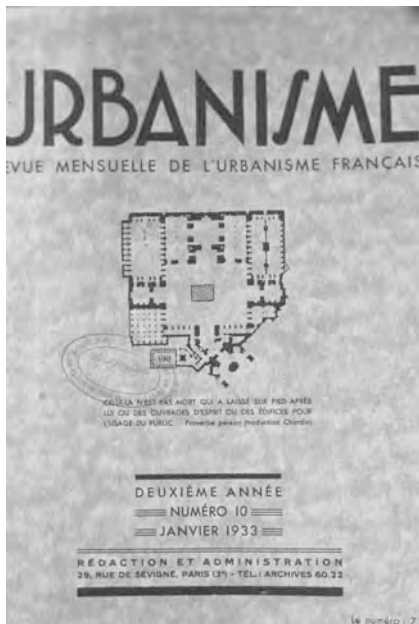 URBANISME
REVUE MENSUELLE DE L'URBANISME FRANÇAIS
100
CELUI-LA N'EST PAS MORT QUI A LAISSÉ SUR PIED APRÈS
LUI OU DES OUVRAGES D'ESPRIT OU DES ÉDIFICES POUR
L'USAGE DU PUBLIC. Proverbe persan (traduction Chardin)
DEUXIÈME ANNÉE
NUMÉRO 10
JANVIER 1933
RÉDACTION ET ADMINISTRATION
29, RUE DE SÉVIGNÉ, PARIS (3e) - TÉL. : ARCHIVES 60.22
Le numéro :